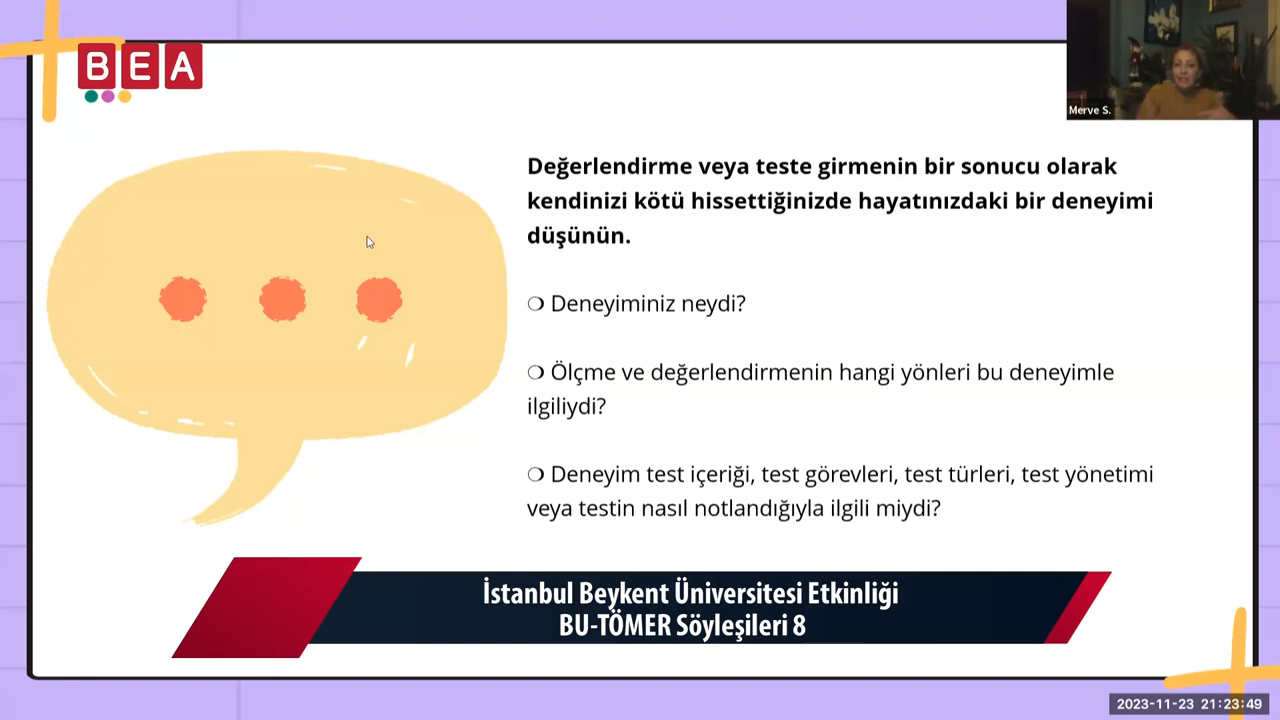 BEA
Merve S.
Değerlendirme veya teste girmenin bir sonucu olarak
kendinizi kötü hissettiğinizde hayatınızdaki bir deneyimi
düşünün.
❍ Deneyiminiz neydi?
❍ Ölçme ve değerlendirmenin hangi yönleri bu deneyimle
ilgiliydi?
❍ Deneyim test içeriği, test görevleri, test türleri, test yönetimi
veya testin nasıl notlandığıyla ilgili miydi?
İstanbul Beykent Üniversitesi Etkinliği
BU-TÖMER Söyleşileri 8
2023-11-23 21:23:49